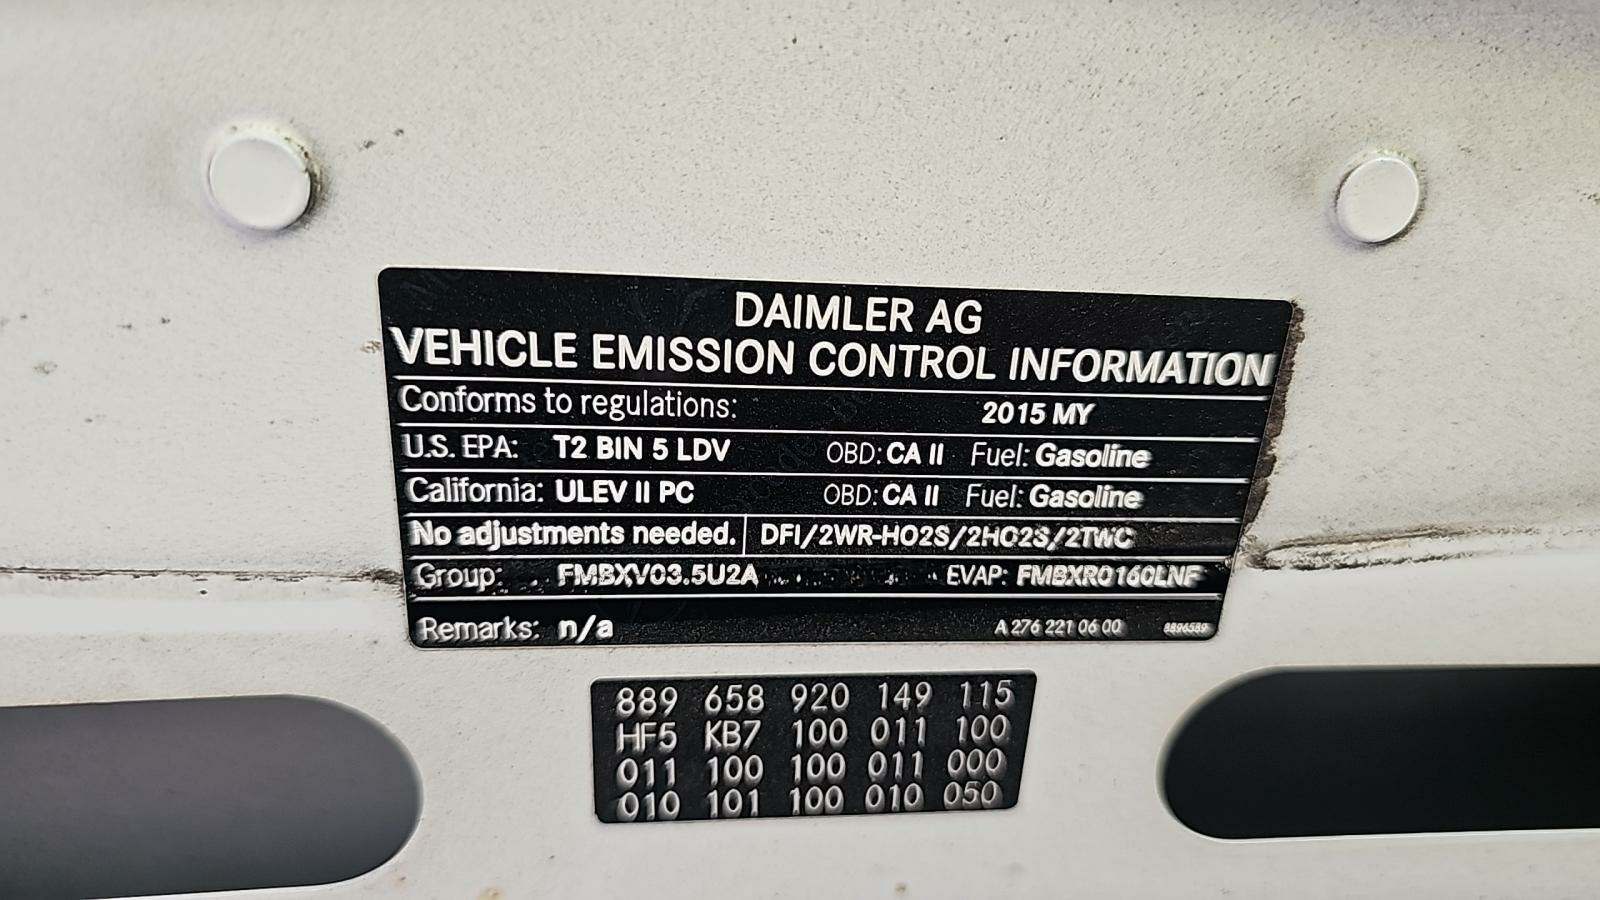 DAIMLER AG
VEHICLE EMISSION CONTROL INFORMATION
Conforms to regulations: 2015 MY
U.S. EPA: T2 BIN 5 LDV OBD: CA II Fuel: Gasoline
California: ULEV II PC OBD: CA II Fuel: Gasoline
No adjustments needed. DFI/2WR-HO2S/2HO2S/2TWC
Group: FMBXV03.5U2A EVAP: FMBXR0160LNF
Remarks: n/a A 276 221 06 00 8896589
889 658 920 149 115
HF5 KB7 100 011 100
011 100 100 011 000
010 101 100 010 050